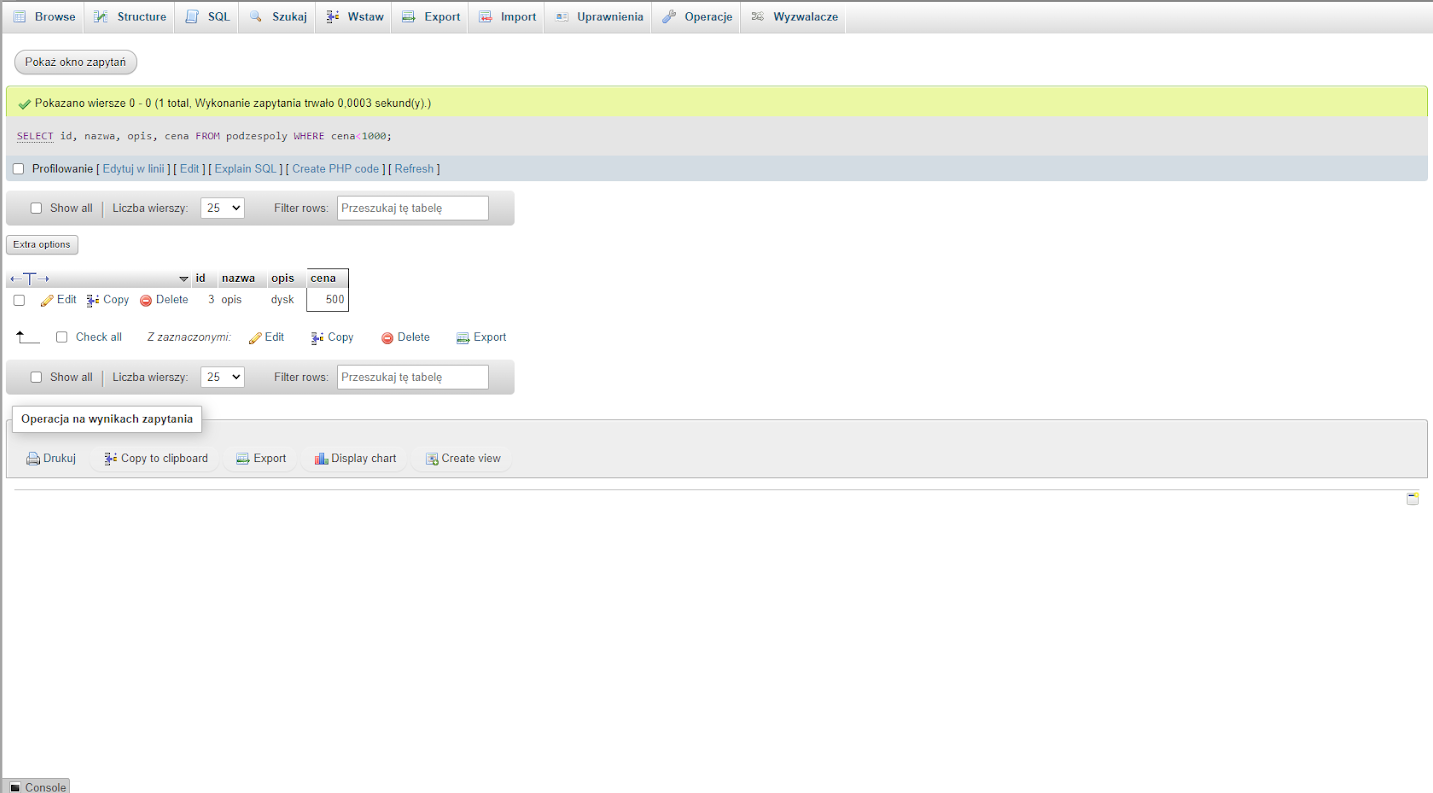 Browse Structure SQL Szukaj Wstaw Export Import Uprawnienia Operacje Wyzwalacze
Pokaż okno zapytań
Pokazano wiersze 0 - 0 (1 total, Wykonanie zapytania trwało 0,0003 sekund(y).)
SELECT id, nazwa, opis, cena FROM podzespoly WHERE cena<1000;
Profilowanie [ Edytuj w linii ] [ Edit ] [ Explain SQL ] [ Create PHP code ] [ Refresh ]
Show all Liczba wierszy: 25 Filter rows: Przeszukaj tę tabelę
Extra options
←T→ id nazwa opis cena
Edit Copy Delete 3 opis dysk 500
Check all Z zaznaczonymi: Edit Copy Delete Export
Show all Liczba wierszy: 25 Filter rows: Przeszukaj tę tabelę
Operacja na wynikach zapytania
Drukuj Copy to clipboard Export Display chart Create view
Console